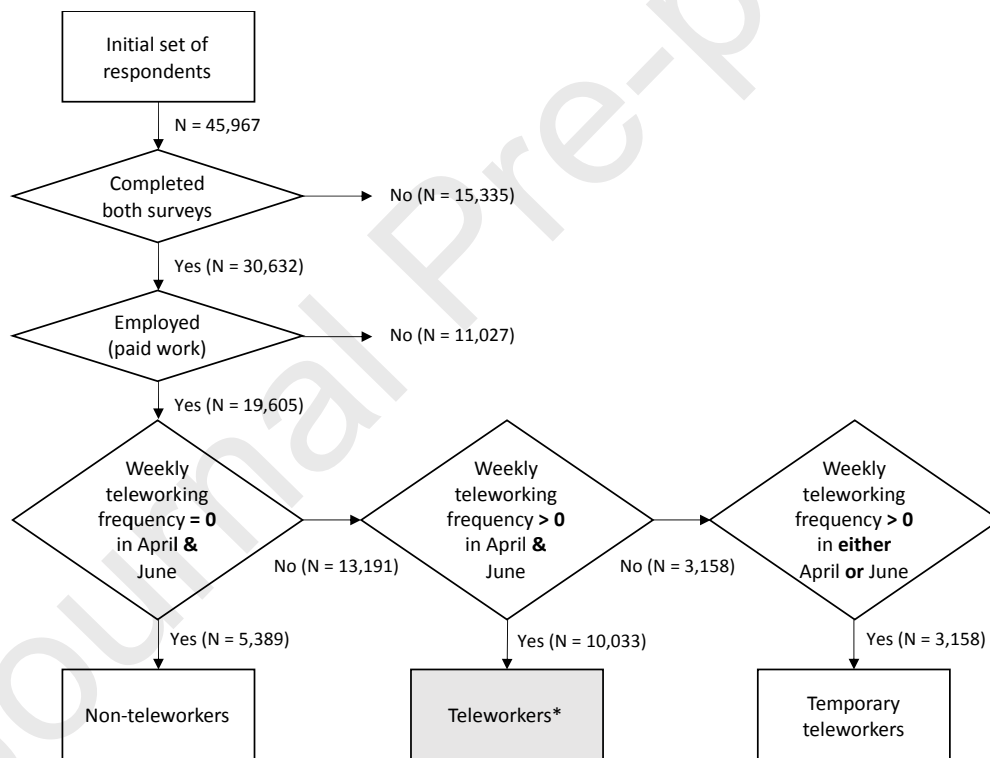 Initial set of
respondents
N = 45,967
Completed
both surveys
No (N = 15,335)
Yes (N = 30,632)
Employed
(paid work)
No (N = 11,027)
Yes (N = 19,605)
Weekly
teleworking
frequency = 0
in April &
June
No (N = 13,191)
Weekly
teleworking
frequency > 0
in April &
June
No (N = 3,158)
Weekly
teleworking
frequency > 0
in either
April or June
Yes (N = 5,389)
Yes (N = 10,033)
Yes (N = 3,158)
Non-teleworkers
Teleworkers*
Temporary
teleworkers
Journal Pre-p